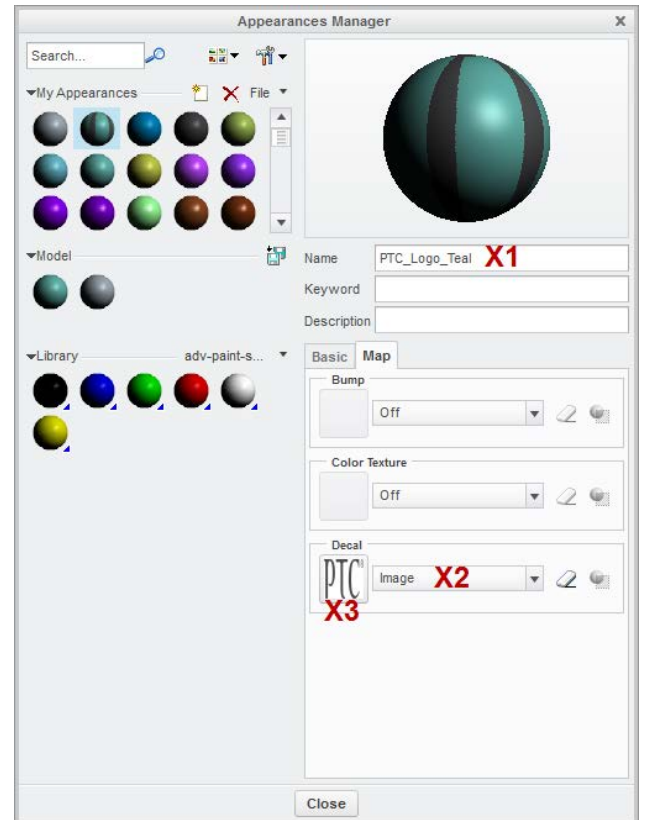 Appearances Manager X
Search...
My Appearances File
Model
Name PTC_Logo_Teal X1
Keyword
Description
Library adv-paint-s...
Basic Map
Bump
Off
Color Texture
Off
Decal
PTC Image X2
X3
Close